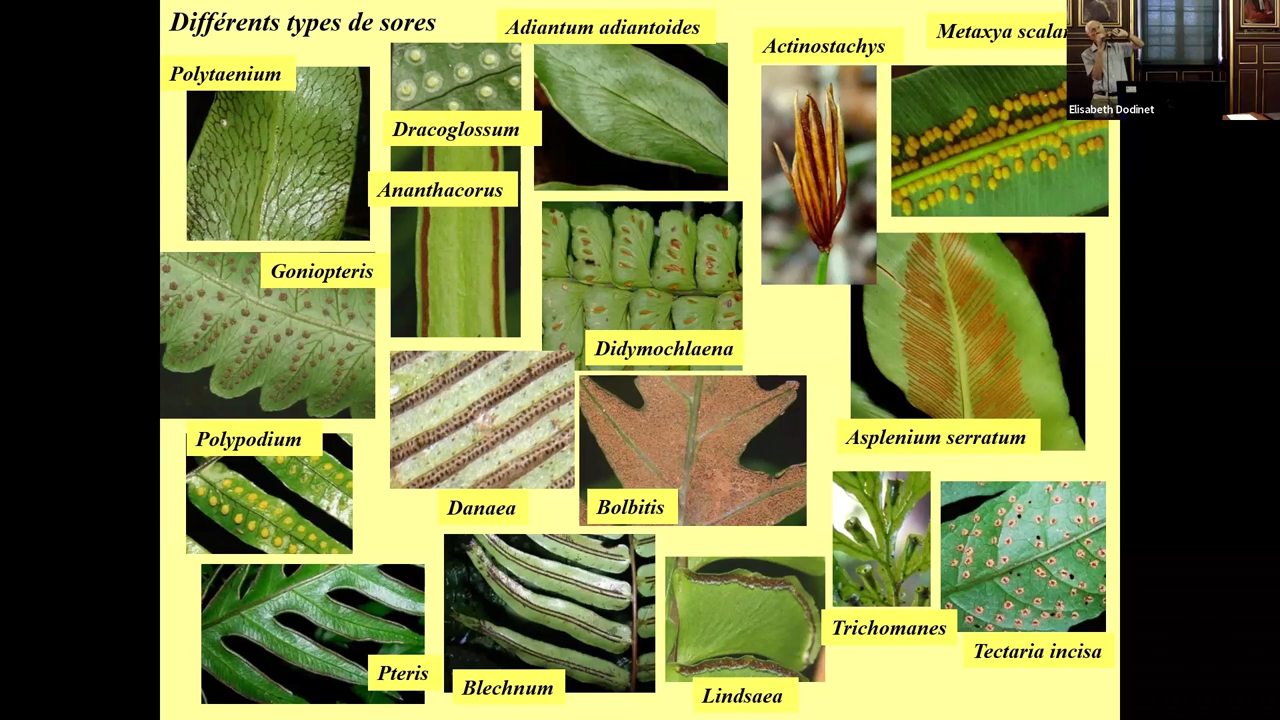 Différents types de sores
Adiantum adiantoides
Actinostachys
Metaxya
Elisabeth Dodinet
Polytaenium
Dracoglossum
Ananthacorus
Goniopteris
Didymochlaena
Polypodium
Asplenium serratum
Danaea
Bolbitis
Trichomanes
Tectaria incisa
Pteris
Blechnum
Lindsaea